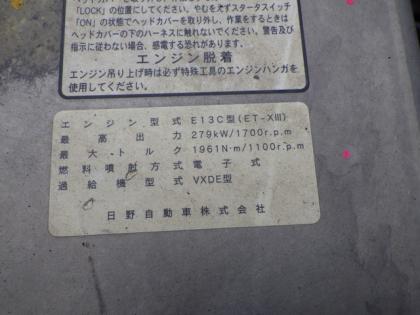 「LOCK」の位置にしてください。やむをえずスタータスイッチ
「ON」の状態でヘッドカバーを取り外し、作業をするときは
ヘッドカバーの下のハーネスに触れないでください。警告及び
指示に従わない場合、感電する恐れがあります。
エンジン脱着
エンジン吊り上げ時は必ず特殊工具のエンジンハンガを
使用してください。
エンジン型式 E13C型(ET-XIII)
最高出力 279kW/1700r.p.m
最大トルク 1961N・m/1100r.p.m
燃料噴射方式 電子式
過給機型式 VXDE型
日野自動車株式会社